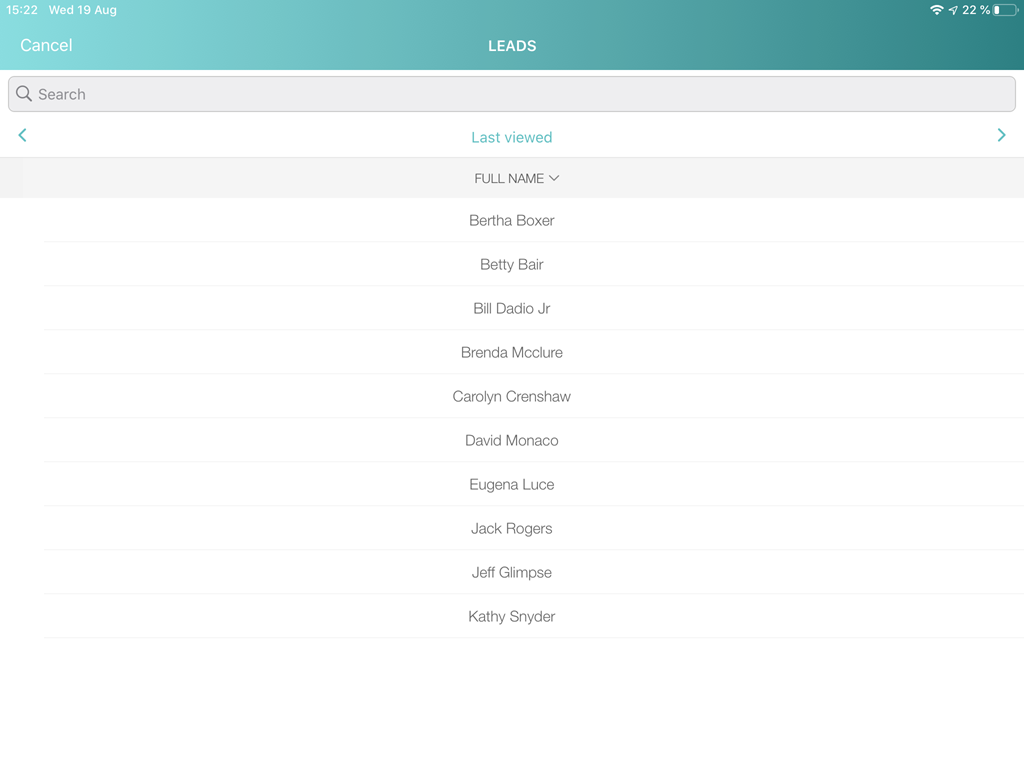 15:22 Wed 19 Aug 22 %
Cancel LEADS
Search
Last viewed
FULL NAME
Bertha Boxer
Betty Bair
Bill Dadio Jr
Brenda Mcclure
Carolyn Crenshaw
David Monaco
Eugena Luce
Jack Rogers
Jeff Glimpse
Kathy Snyder